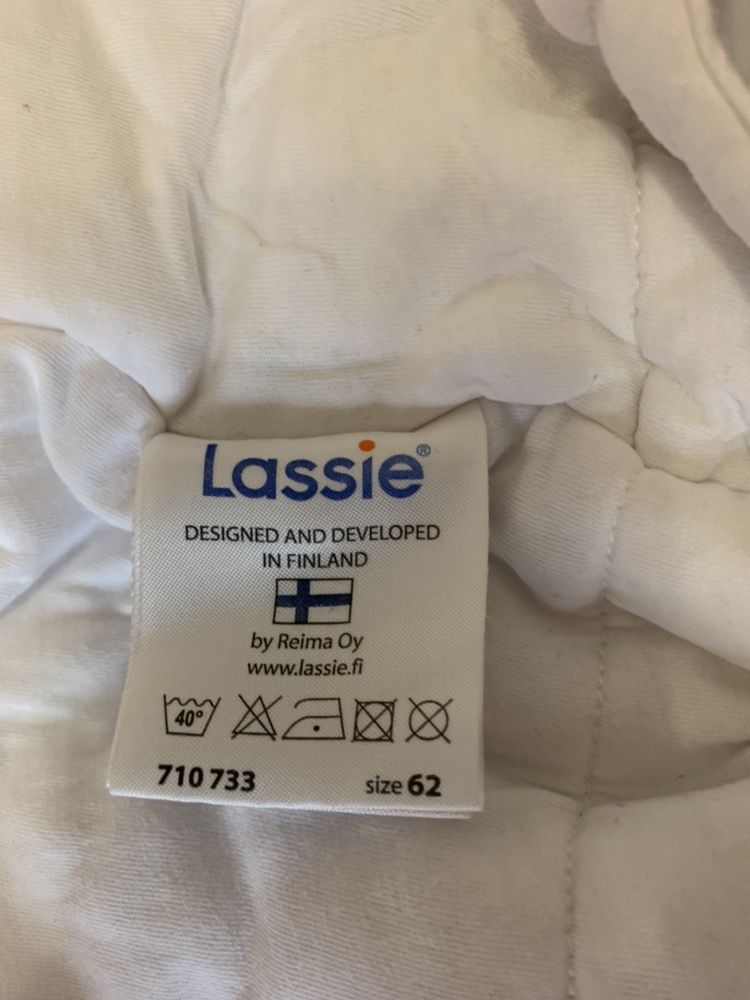 Lassie®
DESIGNED AND DEVELOPED
IN FINLAND
by Reima Oy
www.lassie.fi
40°
710 733 size 62